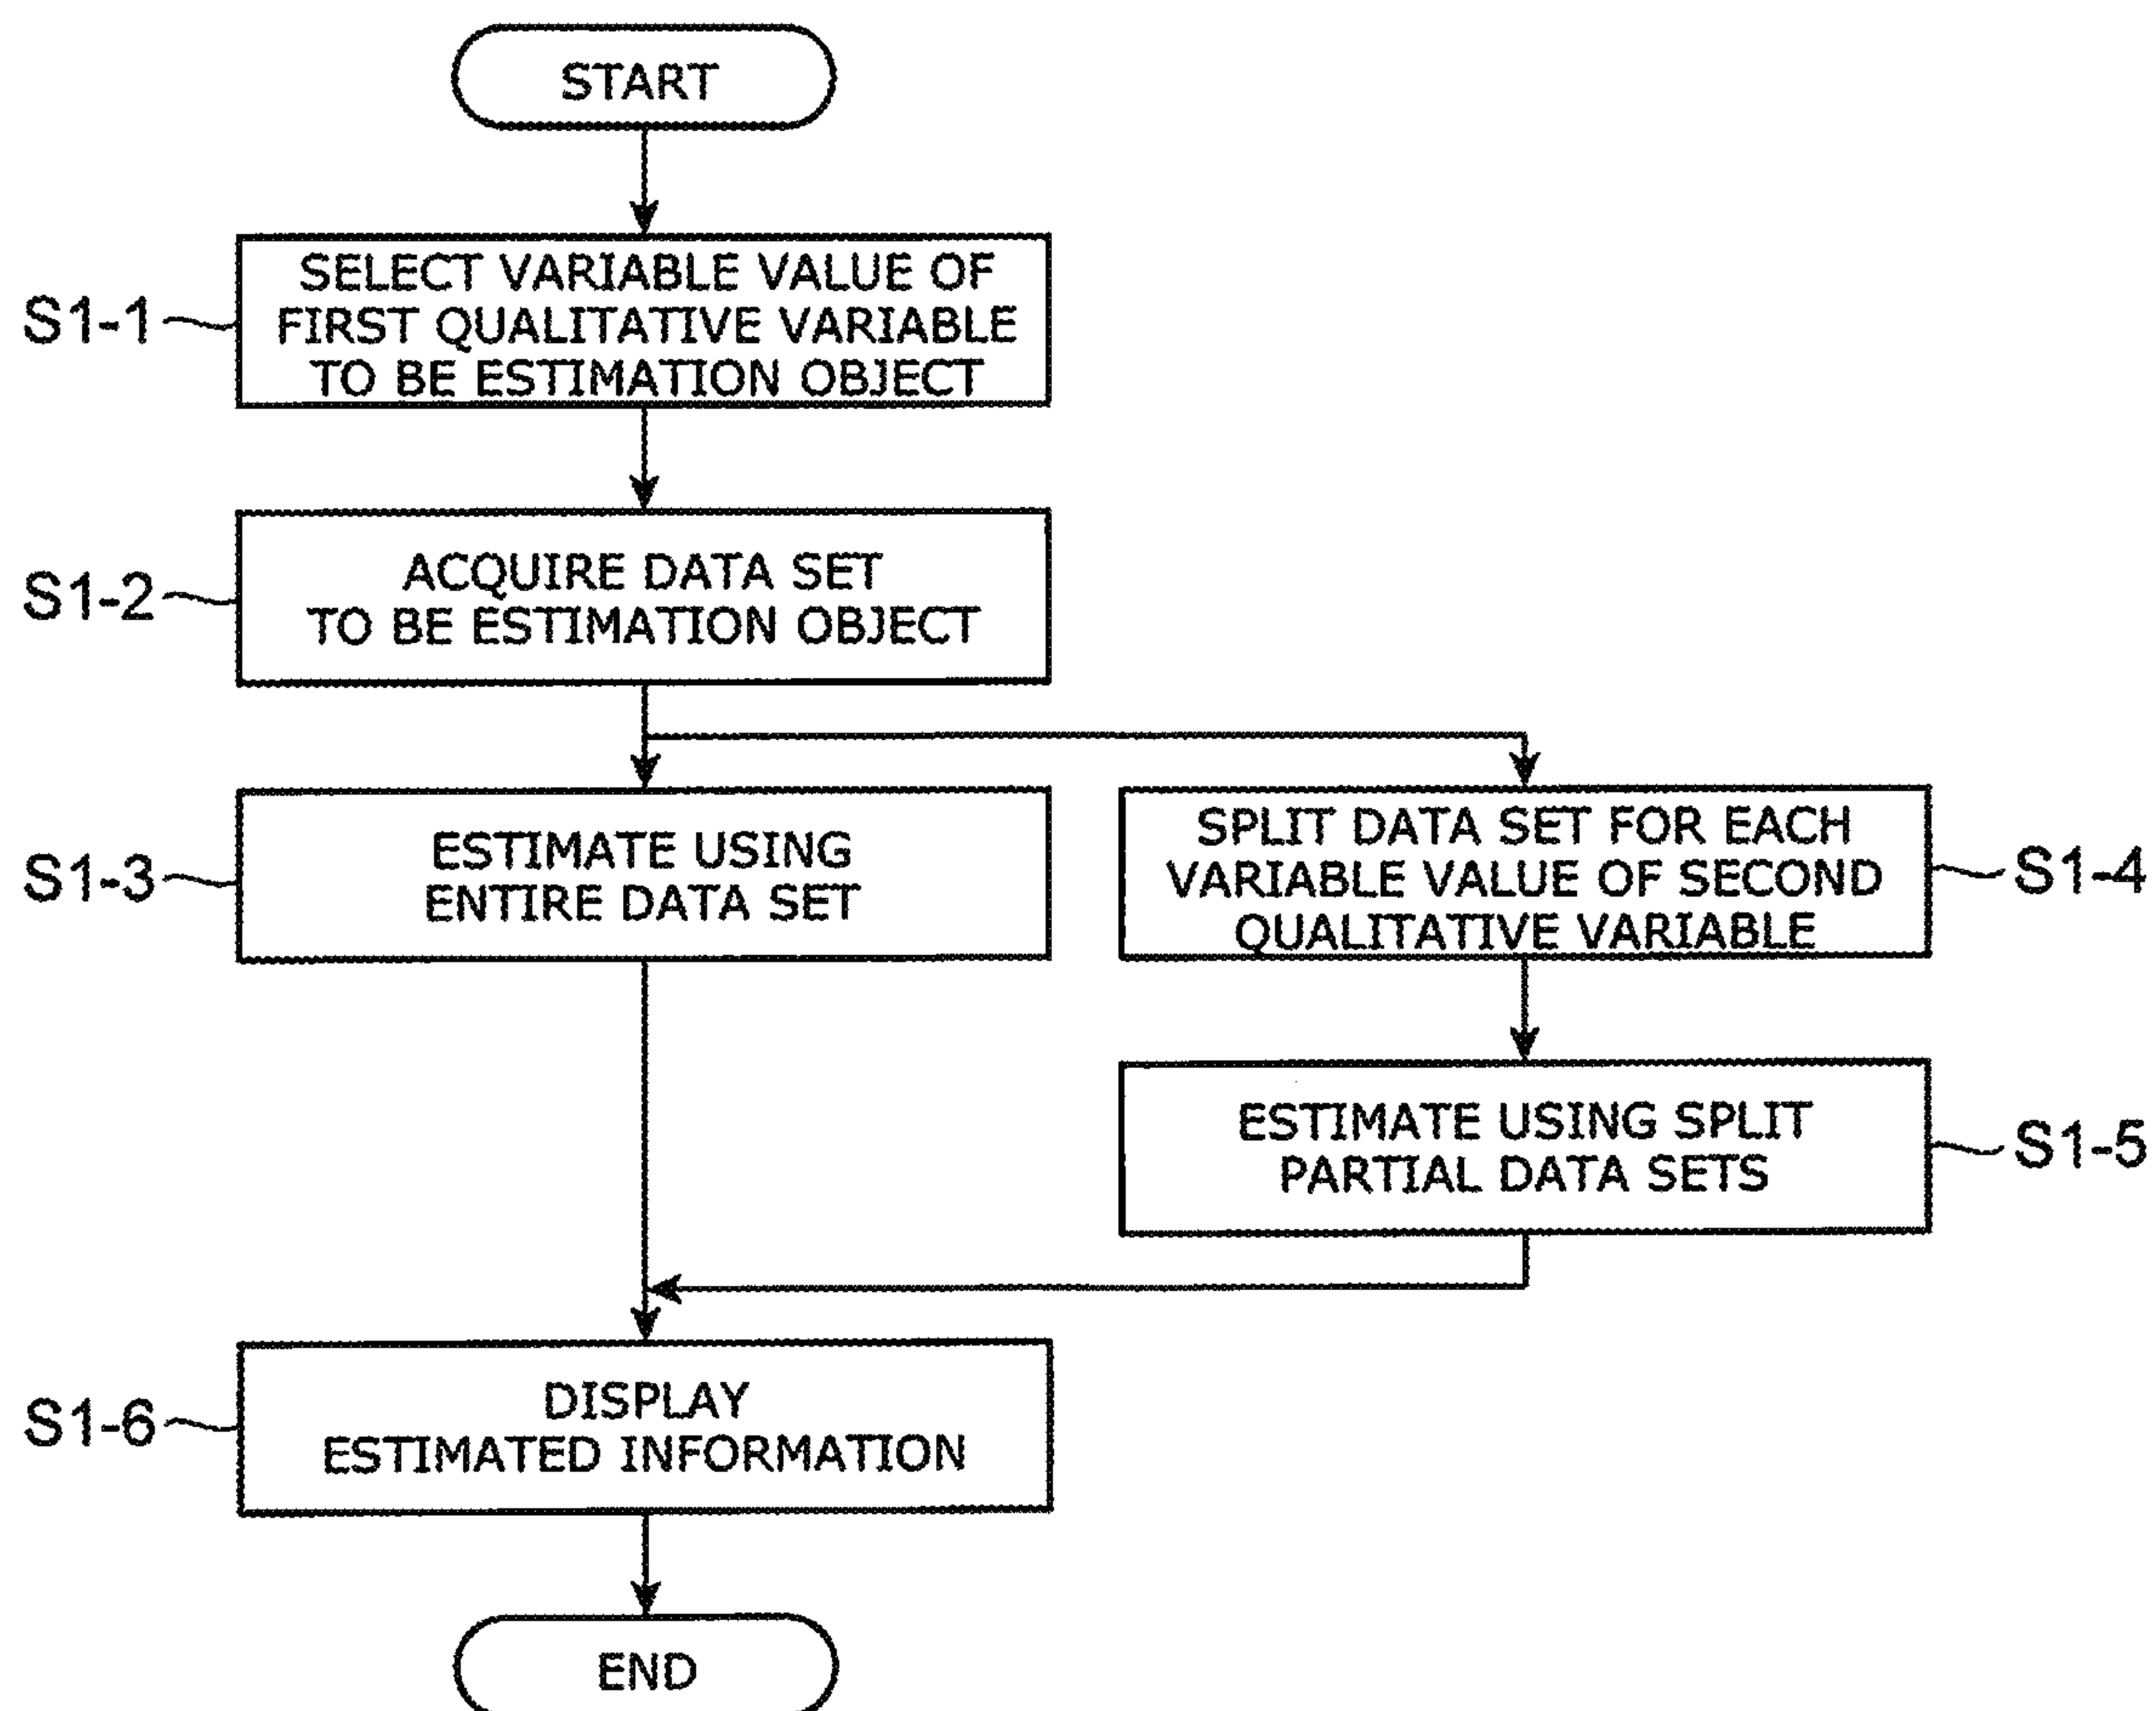 START
S1-1
SELECT VARIABLE VALUE OF
FIRST QUALITATIVE VARIABLE
TO BE ESTIMATION OBJECT
S1-2
ACQUIRE DATA SET
TO BE ESTIMATION OBJECT
S1-3
ESTIMATE USING
ENTIRE DATA SET
SPLIT DATA SET FOR EACH
VARIABLE VALUE OF SECOND
QUALITATIVE VARIABLE
S1-4
ESTIMATE USING SPLIT
PARTIAL DATA SETS
S1-5
S1-6
DISPLAY
ESTIMATED INFORMATION
END